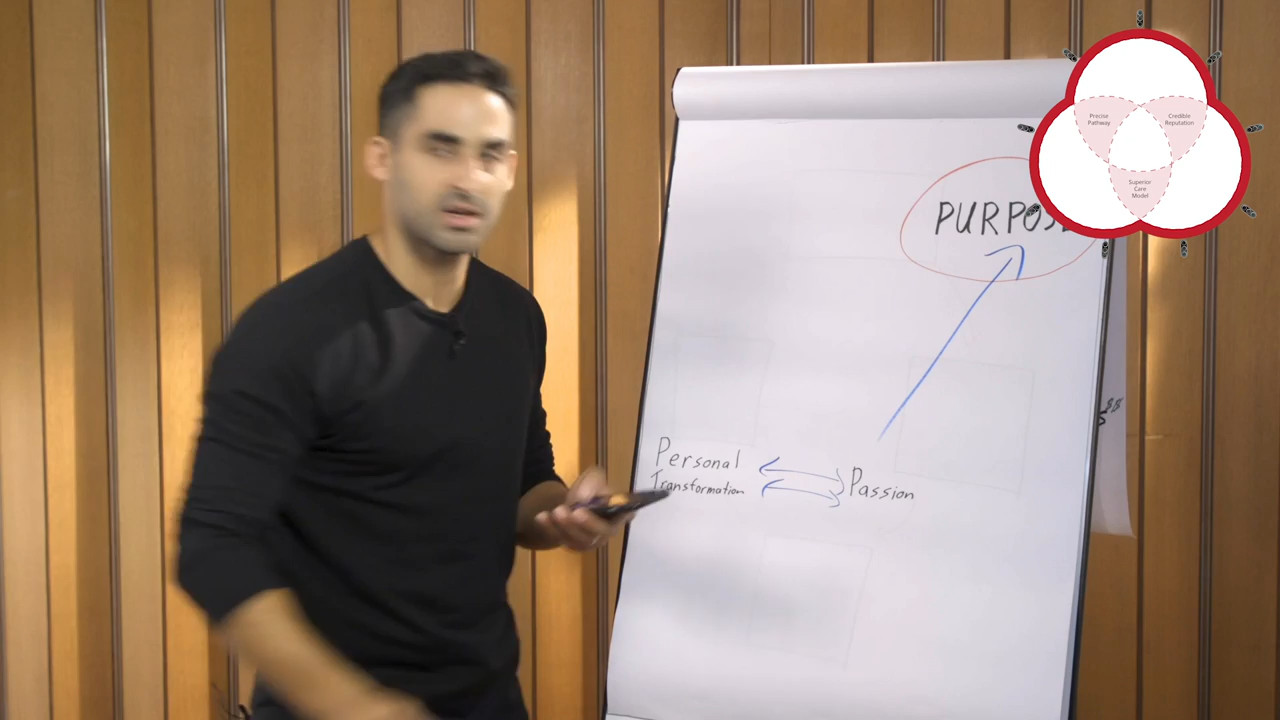 Precise
Pathway
Credible
Reputation
Superior
Care
Model
PURPOSE
Personal
Transformation
Passion